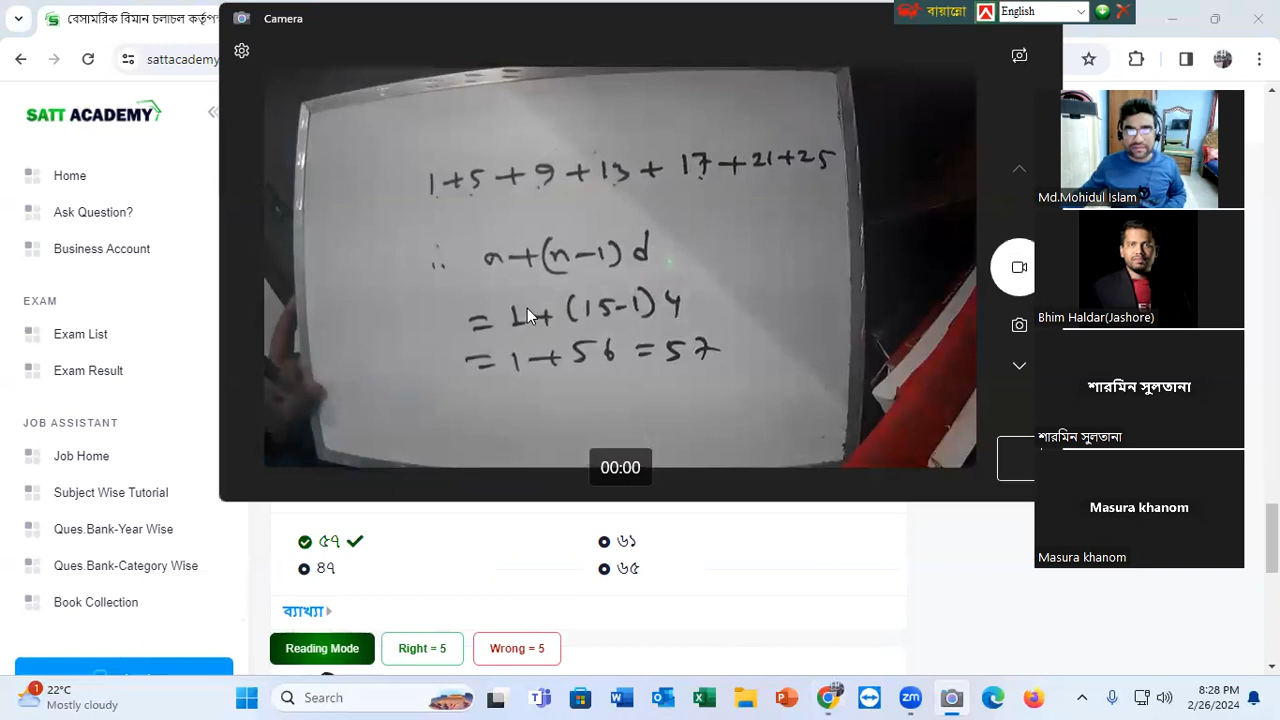 বেসামরিক বিমান চলাচল কর্তৃপ
Camera
বায়ান্নো
English
sattacademy
SATT ACADEMY
Home
Ask Question?
Business Account
EXAM
Exam List
Exam Result
JOB ASSISTANT
Job Home
Subject Wise Tutorial
Ques.Bank-Year Wise
Ques.Bank-Category Wise
Book Collection
1+5+9+13+17+21+25
∴ a+(n-1)d
= 1+(15-1)4
= 1+56=57
00:00
Md.Mohidul Islam
Bhim Haldar(Jashore)
শারমিন সুলতানা
শারমিন সুলতানা
Masura khanom
Masura khanom
৫৭
৬১
৪৭
৬৫
ব্যাখ্যা
Reading Mode
Right = 5
Wrong = 5
1
22°C
Mostly cloudy
Search
zm
8:28 PM
2/26/2024